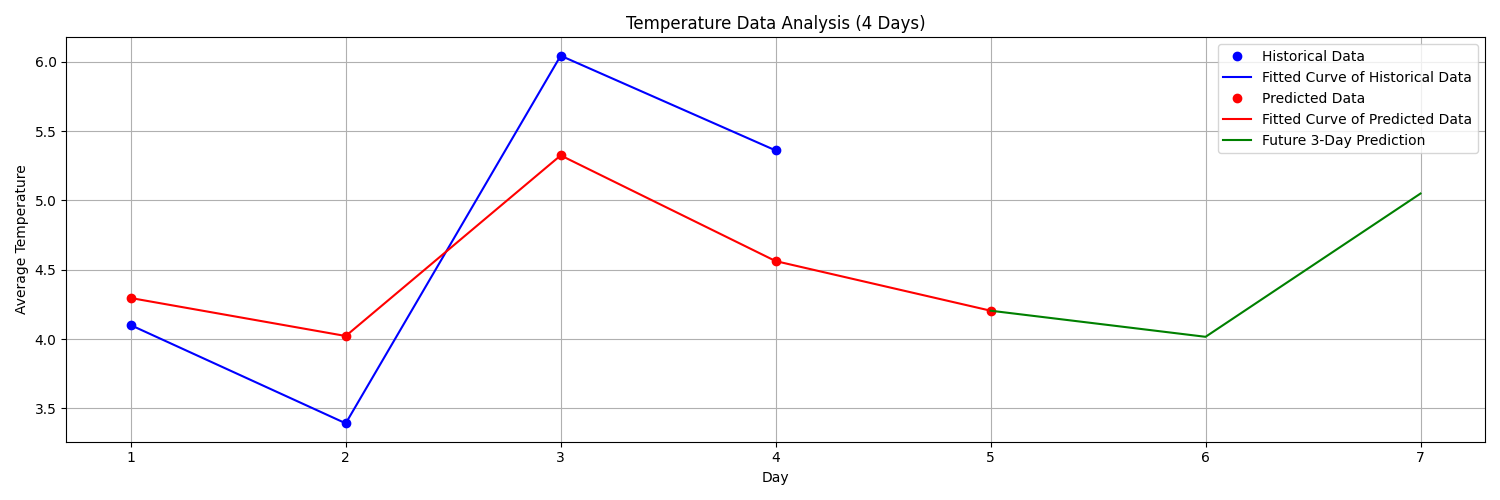 Temperature Data Analysis (4 Days)
Historical Data
Fitted Curve of Historical Data
Predicted Data
Fitted Curve of Predicted Data
Future 3-Day Prediction
6.0
5.5
5.0
4.5
4.0
3.5
Average Temperature
1 2 3 4 5 6 7
Day